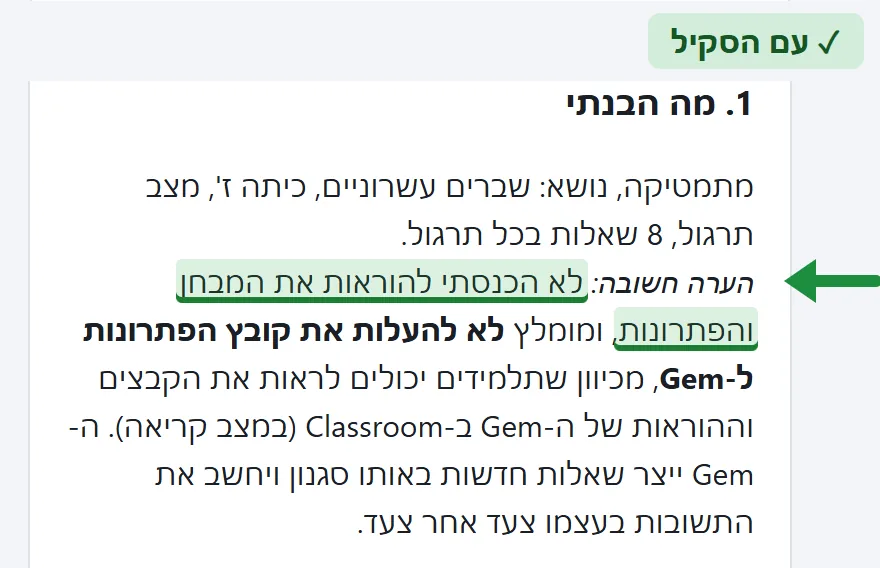 ✓ עם הסקיל
1. מה הבנתי
מתמטיקה, נושא: שברים עשרוניים, כיתה ז', מצב
תרגול, 8 שאלות בכל תרגול.
הערה חשובה: לא הכנסתי להוראות את המבחן
והפתרונות, ומומלץ לא להעלות את קובץ הפתרונות
ל-Gem, מכיוון שתלמידים יכולים לראות את הקבצים
וההוראות של ה-Gem ב-Classroom (במצב קריאה). ה-
Gem ייצר שאלות חדשות באותו סגנון ויחשב את
התשובות בעצמו צעד אחר צעד.